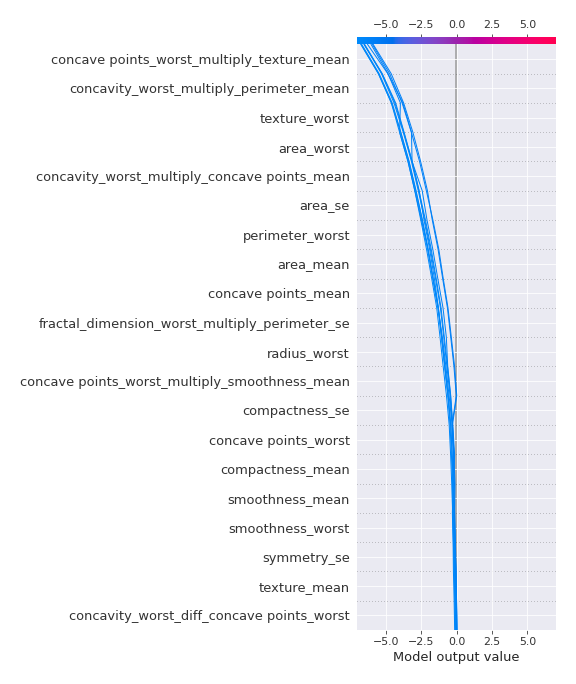 −5.0 −2.5 0.0 2.5 5.0
concave points_worst_multiply_texture_mean
concavity_worst_multiply_perimeter_mean
texture_worst
area_worst
concavity_worst_multiply_concave points_mean
area_se
perimeter_worst
area_mean
concave points_mean
fractal_dimension_worst_multiply_perimeter_se
radius_worst
concave points_worst_multiply_smoothness_mean
compactness_se
concave points_worst
compactness_mean
smoothness_mean
smoothness_worst
symmetry_se
texture_mean
concavity_worst_diff_concave points_worst
−5.0 −2.5 0.0 2.5 5.0
Model output value